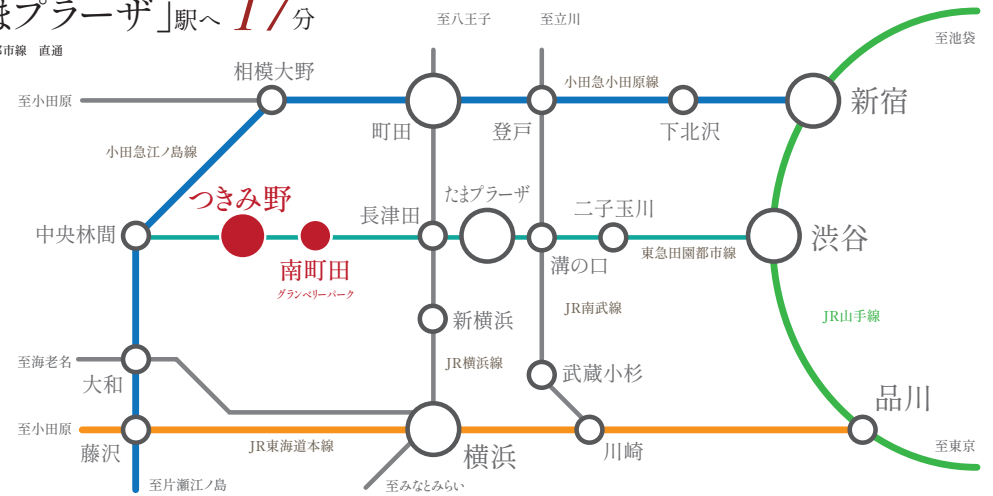 まプラーザ」駅へ 17分
市線 直通
至八王子
至立川
至池袋
相模大野
小田急小田原線
至小田原
新宿
町田
登戸
下北沢
小田急江ノ島線
つきみ野
たまプラーザ
長津田
二子玉川
中央林間
渋谷
東急田園都市線
溝の口
南町田
グランベリーパーク
JR南武線
新横浜
JR山手線
JR横浜線
至海老名
武蔵小杉
大和
品川
至小田原
JR東海道本線
藤沢
横浜
川崎
至東京
至片瀬江ノ島
至みなとみらい